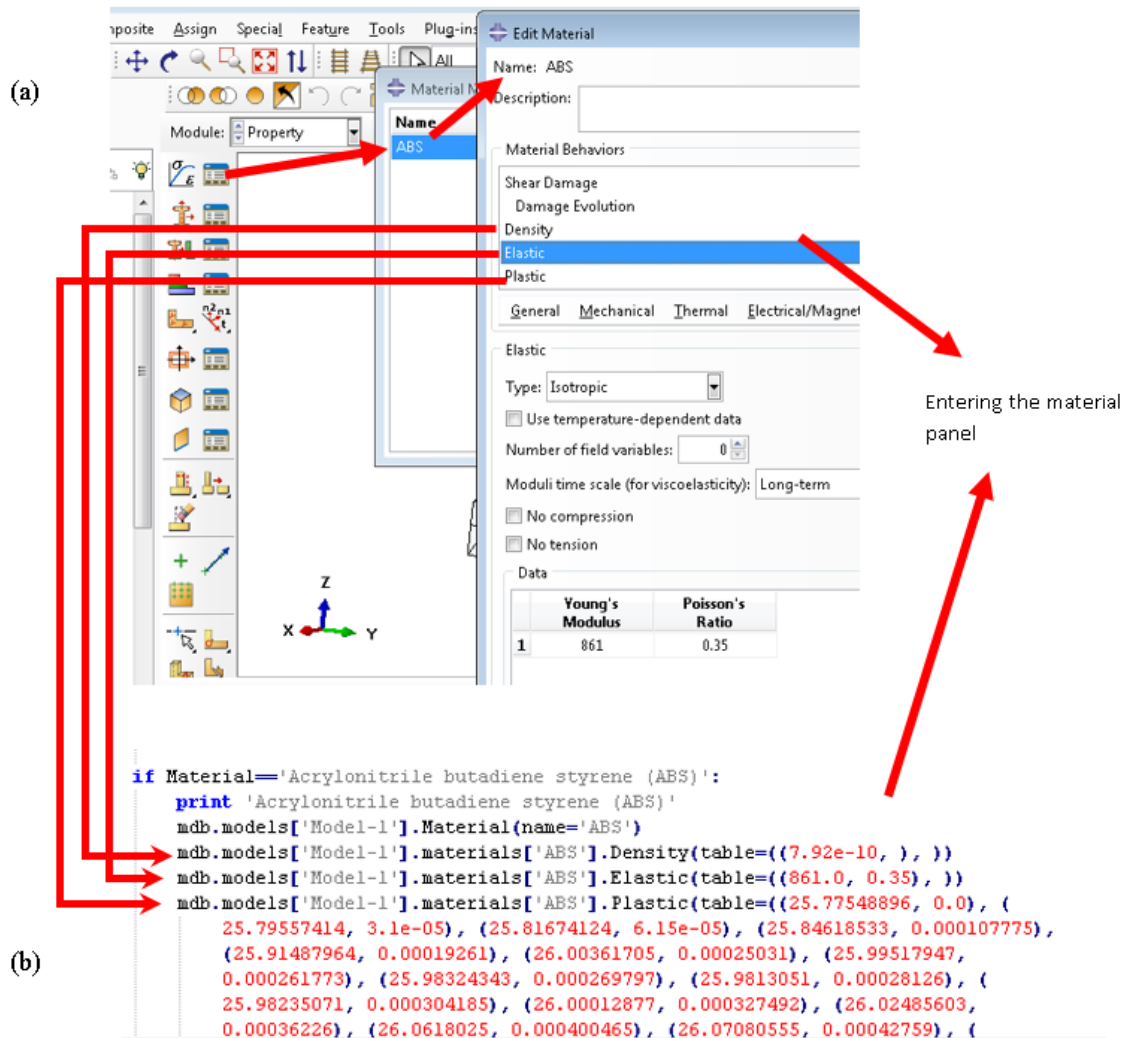 mposite Assign Special Feature Tools Plug-ins
Edit Material
All
(a)
Name: ABS
Material M
Description:
Module: Property
Name
ABS
Material Behaviors
Shear Damage
Damage Evolution
Density
Elastic
Plastic
General Mechanical Thermal Electrical/Magnet
n2 n1
t
σ
ε
Elastic
Type: Isotropic
Use temperature-dependent data
Number of field variables: 0
Moduli time scale (for viscoelasticity): Long-term
No compression
No tension
Data
Young's Modulus Poisson's Ratio
1 861 0.35
Z
X Y
Entering the material
panel
if Material=='Acrylonitrile butadiene styrene (ABS)':
print 'Acrylonitrile butadiene styrene (ABS)'
mdb.models['Model-1'].Material(name='ABS')
mdb.models['Model-1'].materials['ABS'].Density(table=((7.92e-10, ), ))
mdb.models['Model-1'].materials['ABS'].Elastic(table=((861.0, 0.35), ))
mdb.models['Model-1'].materials['ABS'].Plastic(table=((25.77548896, 0.0), (
25.79557414, 3.1e-05), (25.81674124, 6.15e-05), (25.84618533, 0.000107775),
(25.91487964, 0.00019261), (26.00361705, 0.00025031), (25.99517947,
(b)
0.000261773), (25.98324343, 0.000269797), (25.9813051, 0.00028126), (
25.98235071, 0.000304185), (26.00012877, 0.000327492), (26.02485603,
0.00036226), (26.0618025, 0.000400465), (26.07080555, 0.00042759), (